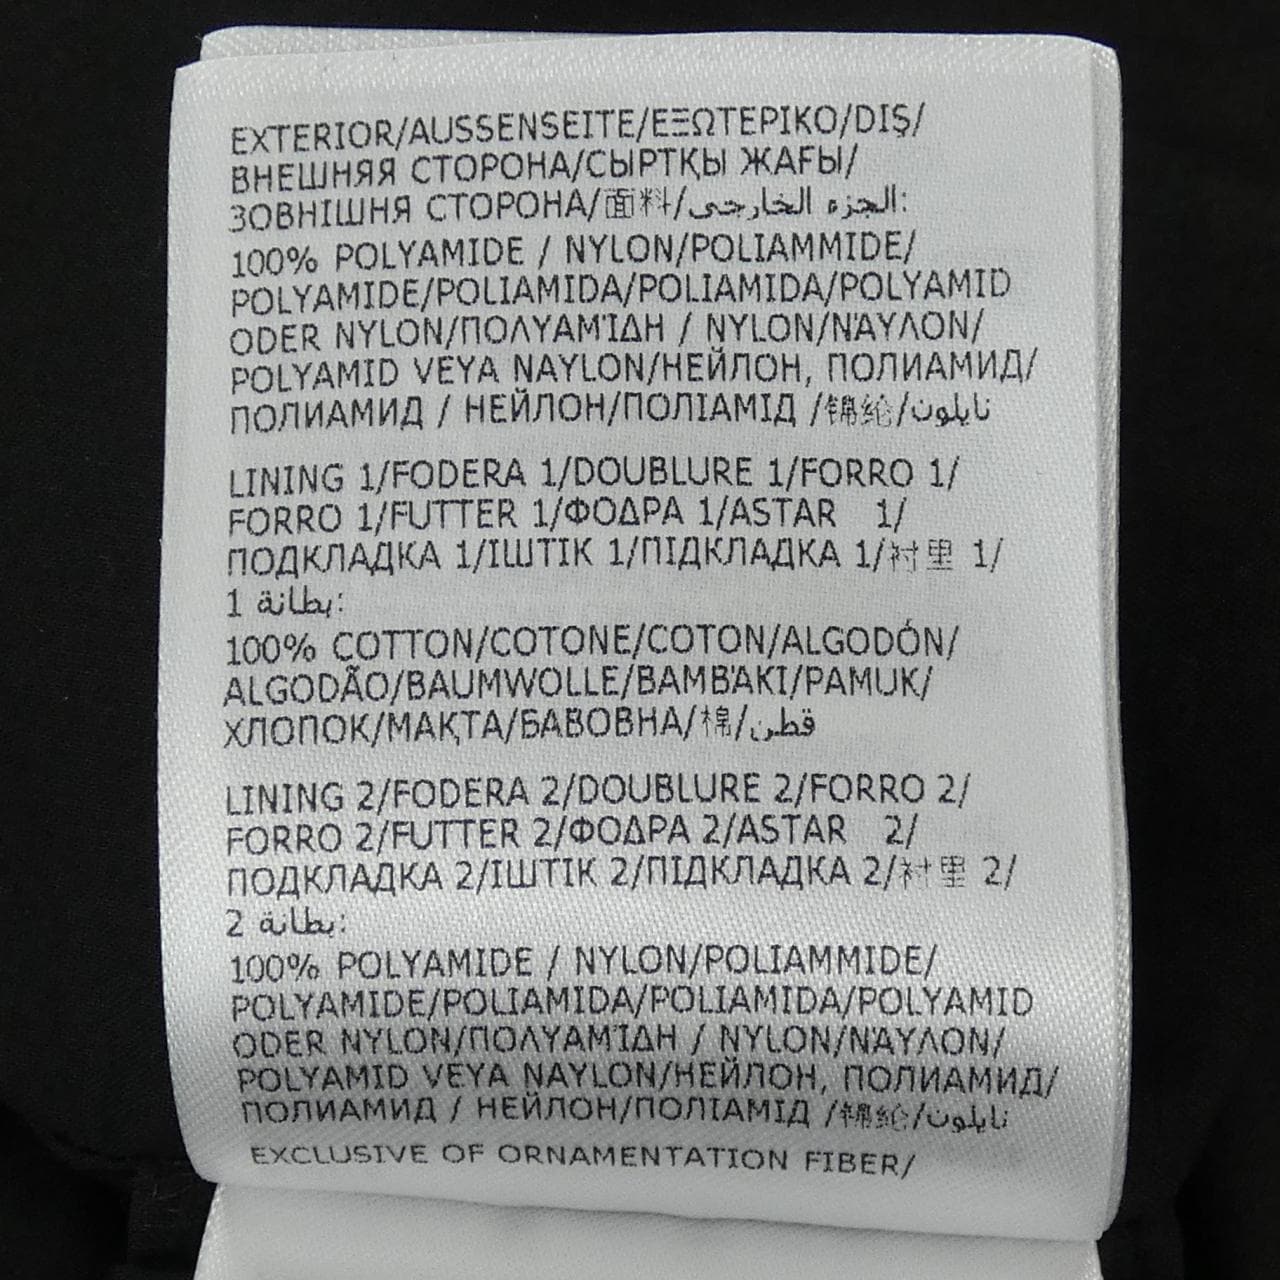 EXTERIOR/AUSSENSEITE/ΕΞΩΤΕΡΙΚΟ/DIŞ/
ВНЕШНЯЯ СТОРОНА/СЫРТҚЫ ЖАҒЫ/
ЗОВНІШНЯ СТОРОНА/面料/الجزء الخارجي:
100% POLYAMIDE / NYLON/POLIAMMIDE/
POLYAMIDE/POLIAMIDA/POLIAMIDA/POLYAMID
ODER NYLON/ΠΟΛΥΑΜΊΔΗ / NYLON/ΝΆΥΛΟΝ/
POLYAMID VEYA NAYLON/НЕЙЛОН, ПОЛИАМИД/
ПОЛИАМИД / НЕЙЛОН/ПОЛІАМІД /锦纶/نايلون
LINING 1/FODERA 1/DOUBLURE 1/FORRO 1/
FORRO 1/FUTTER 1/ΦΟΔΡΑ 1/ASTAR 1/
ПОДКЛАДКА 1/ІШТІК 1/ПІДКЛАДКА 1/衬里 1/
1 بطانة:
100% COTTON/COTONE/COTON/ALGODÓN/
ALGODÃO/BAUMWOLLE/ΒΑΜΒΆΚΙ/PAMUK/
ХЛОПОК/МАҚТА/БАВОВНА/棉/قطن
LINING 2/FODERA 2/DOUBLURE 2/FORRO 2/
FORRO 2/FUTTER 2/ΦΟΔΡΑ 2/ASTAR 2/
ПОДКЛАДКА 2/ІШТІК 2/ПІДКЛАДКА 2/衬里 2/
2 بطانة:
100% POLYAMIDE / NYLON/POLIAMMIDE/
POLYAMIDE/POLIAMIDA/POLIAMIDA/POLYAMID
ODER NYLON/ΠΟΛΥΑΜΊΔΗ / NYLON/ΝΆΥΛΟΝ/
POLYAMID VEYA NAYLON/НЕЙЛОН, ПОЛИАМИД/
ПОЛИАМИД / НЕЙЛОН/ПОЛІАМІД /锦纶/نايلون
EXCLUSIVE OF ORNAMENTATION FIBER/